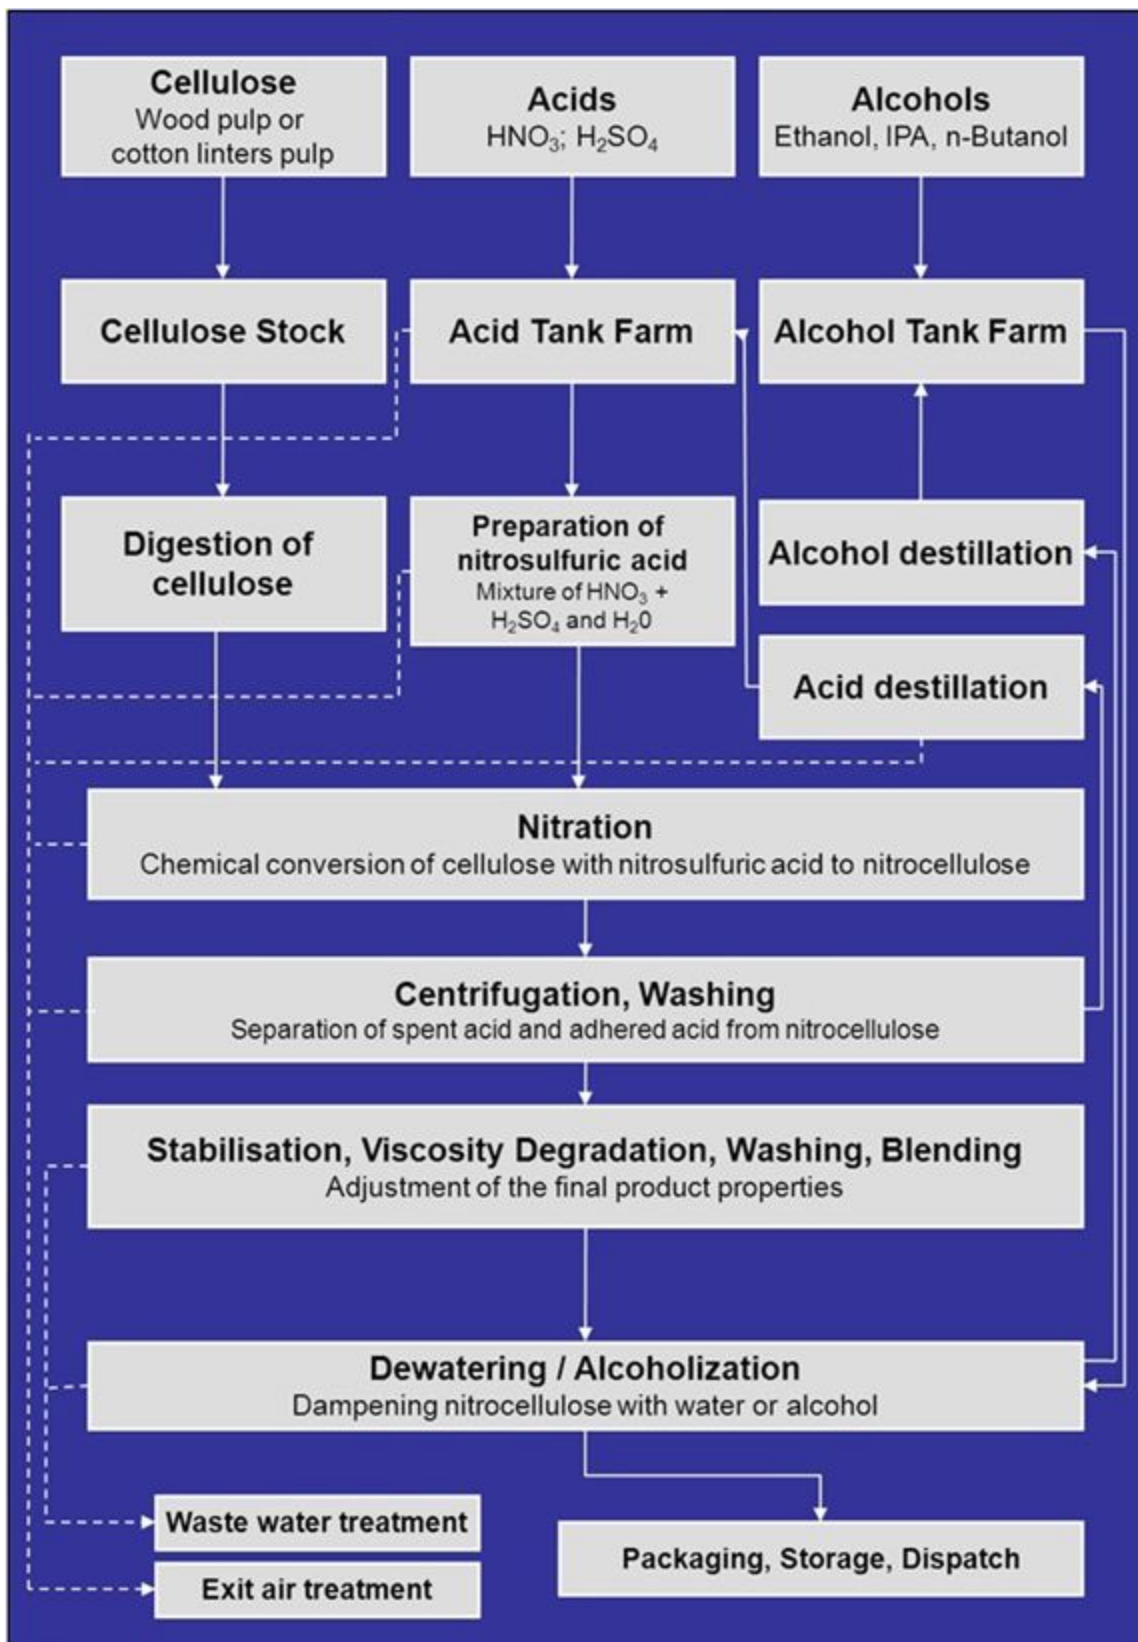 Cellulose
Wood pulp or
cotton linters pulp
Acids
HNO₃; H₂SO₄
Alcohols
Ethanol, IPA, n-Butanol
Cellulose Stock
Acid Tank Farm
Alcohol Tank Farm
Digestion of
cellulose
Preparation of
nitrosulfuric acid
Mixture of HNO₃ +
H₂SO₄ and H₂0
Alcohol destillation
Acid destillation
Nitration
Chemical conversion of cellulose with nitrosulfuric acid to nitrocellulose
Centrifugation, Washing
Separation of spent acid and adhered acid from nitrocellulose
Stabilisation, Viscosity Degradation, Washing, Blending
Adjustment of the final product properties
Dewatering / Alcoholization
Dampening nitrocellulose with water or alcohol
Waste water treatment
Exit air treatment
Packaging, Storage, Dispatch